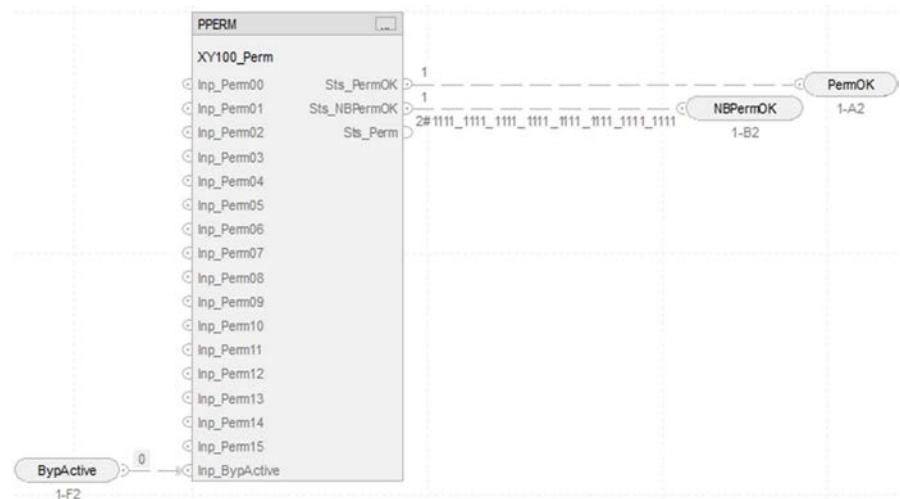 PPERM ...
XY100_Perm
Inp_Perm00 Sts_PermOK 1 PermOK
1-A2
Inp_Perm01 Sts_NBPermOK 1 NBPermOK
1-B2
Inp_Perm02 Sts_Perm 2#1111_1111_1111_1111_1111_1111_1111_1111
Inp_Perm03
Inp_Perm04
Inp_Perm05
Inp_Perm06
Inp_Perm07
Inp_Perm08
Inp_Perm09
Inp_Perm10
Inp_Perm11
Inp_Perm12
Inp_Perm13
Inp_Perm14
Inp_Perm15
BypActive 0 Inp_BypActive
1-F2